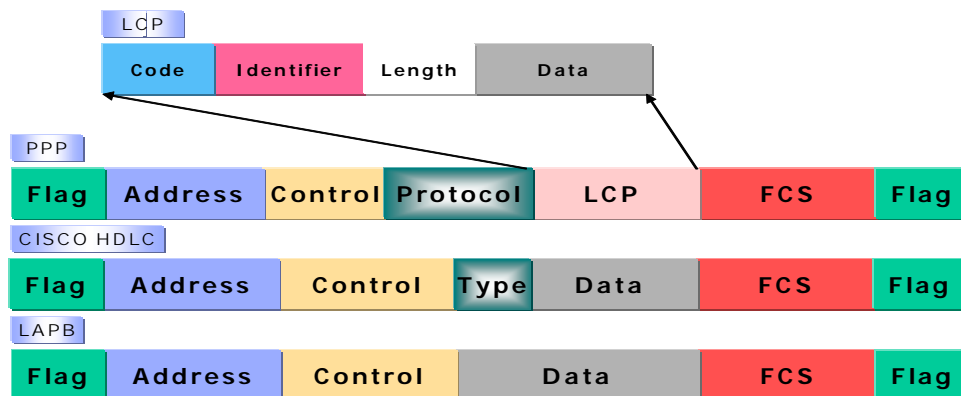 LCP
Code Identifier Length Data
PPP
Flag Address Control Protocol LCP FCS Flag
CISCO HDLC
Flag Address Control Type Data FCS Flag
LAPB
Flag Address Control Data FCS Flag